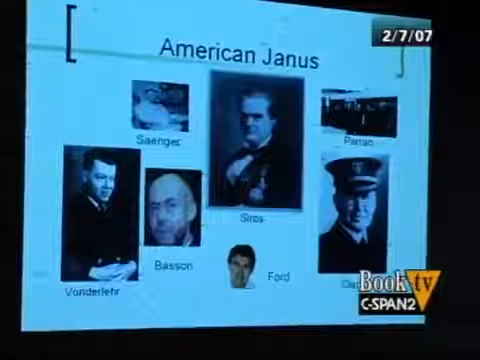 2/7/07
American Janus
Saenger
Parran
Sims
Vonderlehr
Basson
Ford
Book tv
C-SPAN2